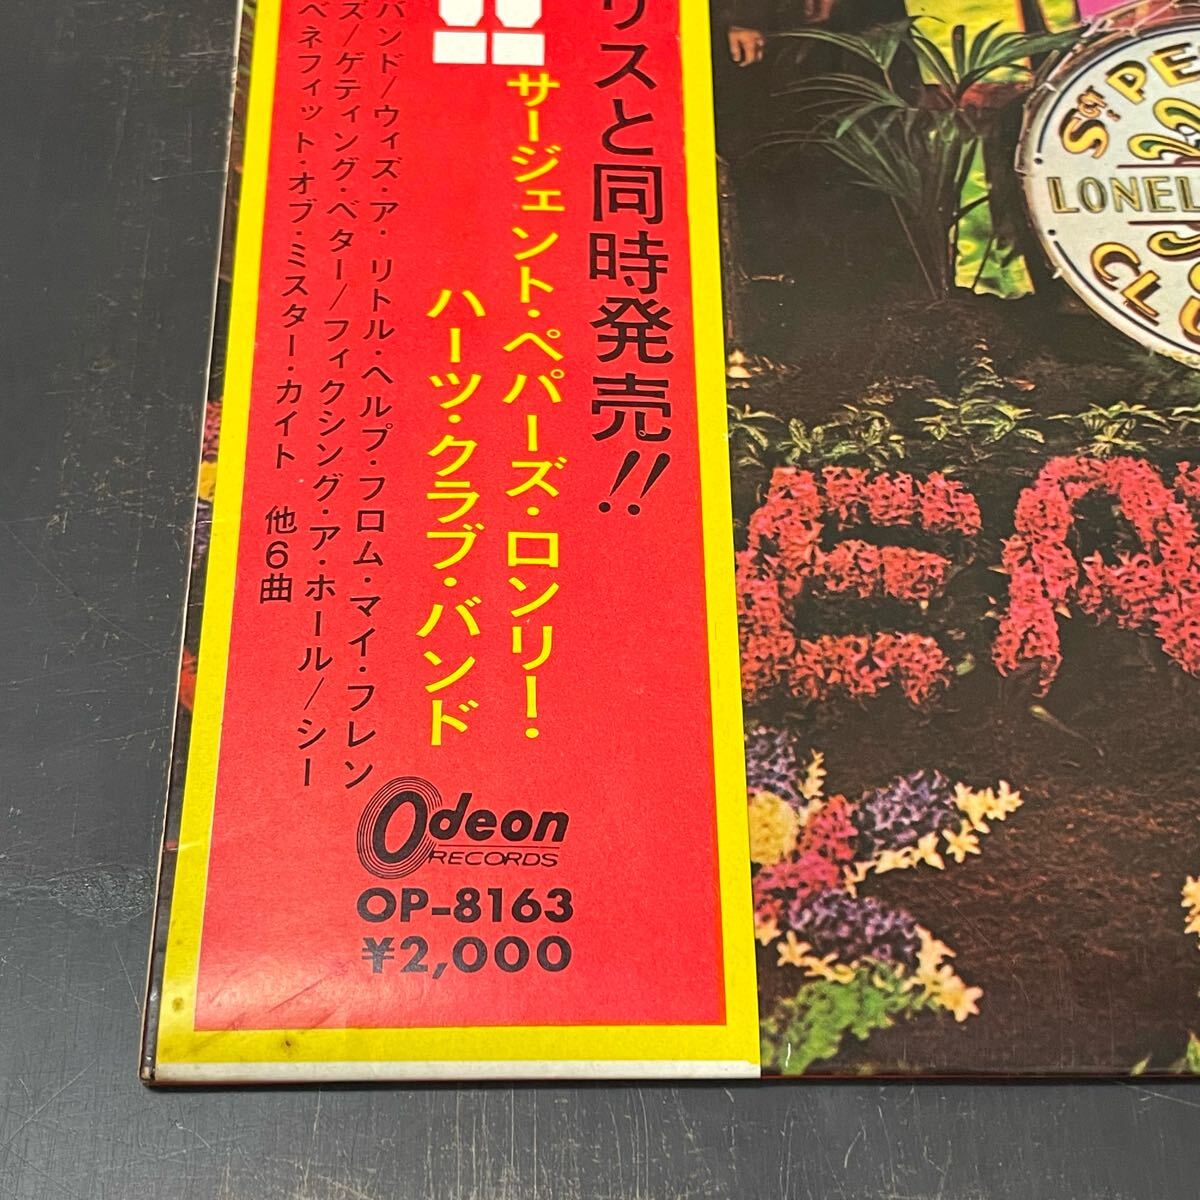 リスと同時発売!!
!!
サージェント・ペパーズ・ロンリー・
ハーツ・クラブ・バンド
バンド/ウィズ・ア・リトル・ヘルプ・フロム・マイ・フレン
ズ/ゲティング・ベター/フィクシング・ア・ホール/シー
ベネフィット・オブ・ミスター・カイト 他6曲
Odeon
RECORDS
OP-8163
¥2,000
SGT. PE
LONEL
CL
EA